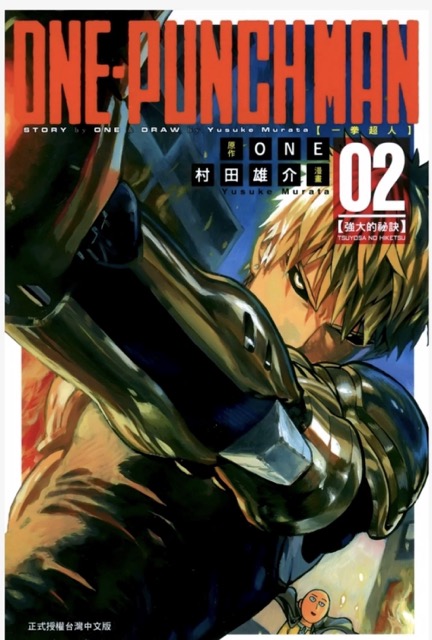 ONE-PUNCH MAN
STORY by ONE & DRAW by Yusuke Murata【一拳超人】
原作 ONE
村田雄介 漫畫
Yusuke Murata
02
【強大的祕訣】
TSUYOSA NO HIKETSU
正式授權台灣中文版